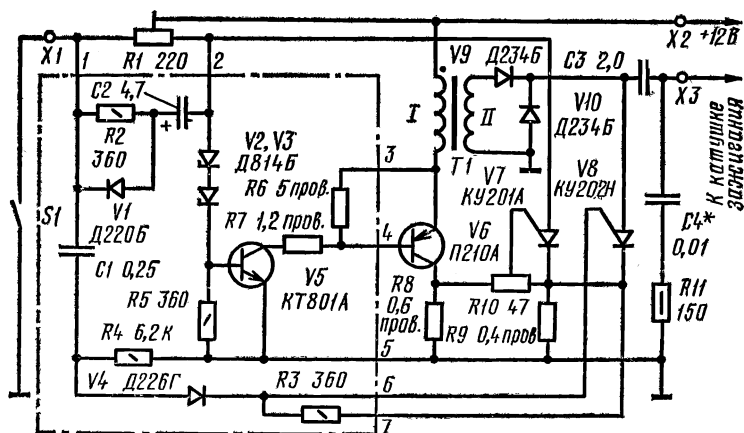 X1
1
R1 220
2
V9
Д234Б
C3 2,0
X2 +12В
X3
К катушке зажигания
C2 4,7
+
+
R2
360
V2, V3
Д814Б
I
II
V10
Д234Б
3
T1
S1
V1
Д220Б
R6 5 пров.
R7 1,2 пров.
4
V7
КУ201А
V8
КУ202Н
C4*
0,01
V6
П210А
C1 0,25
V5
КТ801А
R5 360
R8
0,6
пров.
R10 47
R11
150
R9 0,4 пров
R4 6,2 к
5
V4 Д226Г
R3 360
6
7